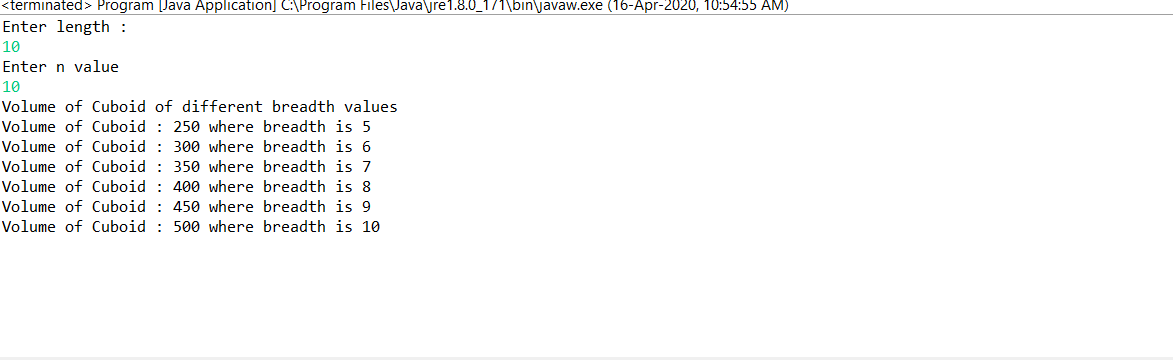 <terminated> Program [Java Application] C:\Program Files\Java\jre1.8.0_171\bin\javaw.exe (16-Apr-2020, 10:54:55 AM)
Enter length :
10
Enter n value
10
Volume of Cuboid of different breadth values
Volume of Cuboid : 250 where breadth is 5
Volume of Cuboid : 300 where breadth is 6
Volume of Cuboid : 350 where breadth is 7
Volume of Cuboid : 400 where breadth is 8
Volume of Cuboid : 450 where breadth is 9
Volume of Cuboid : 500 where breadth is 10